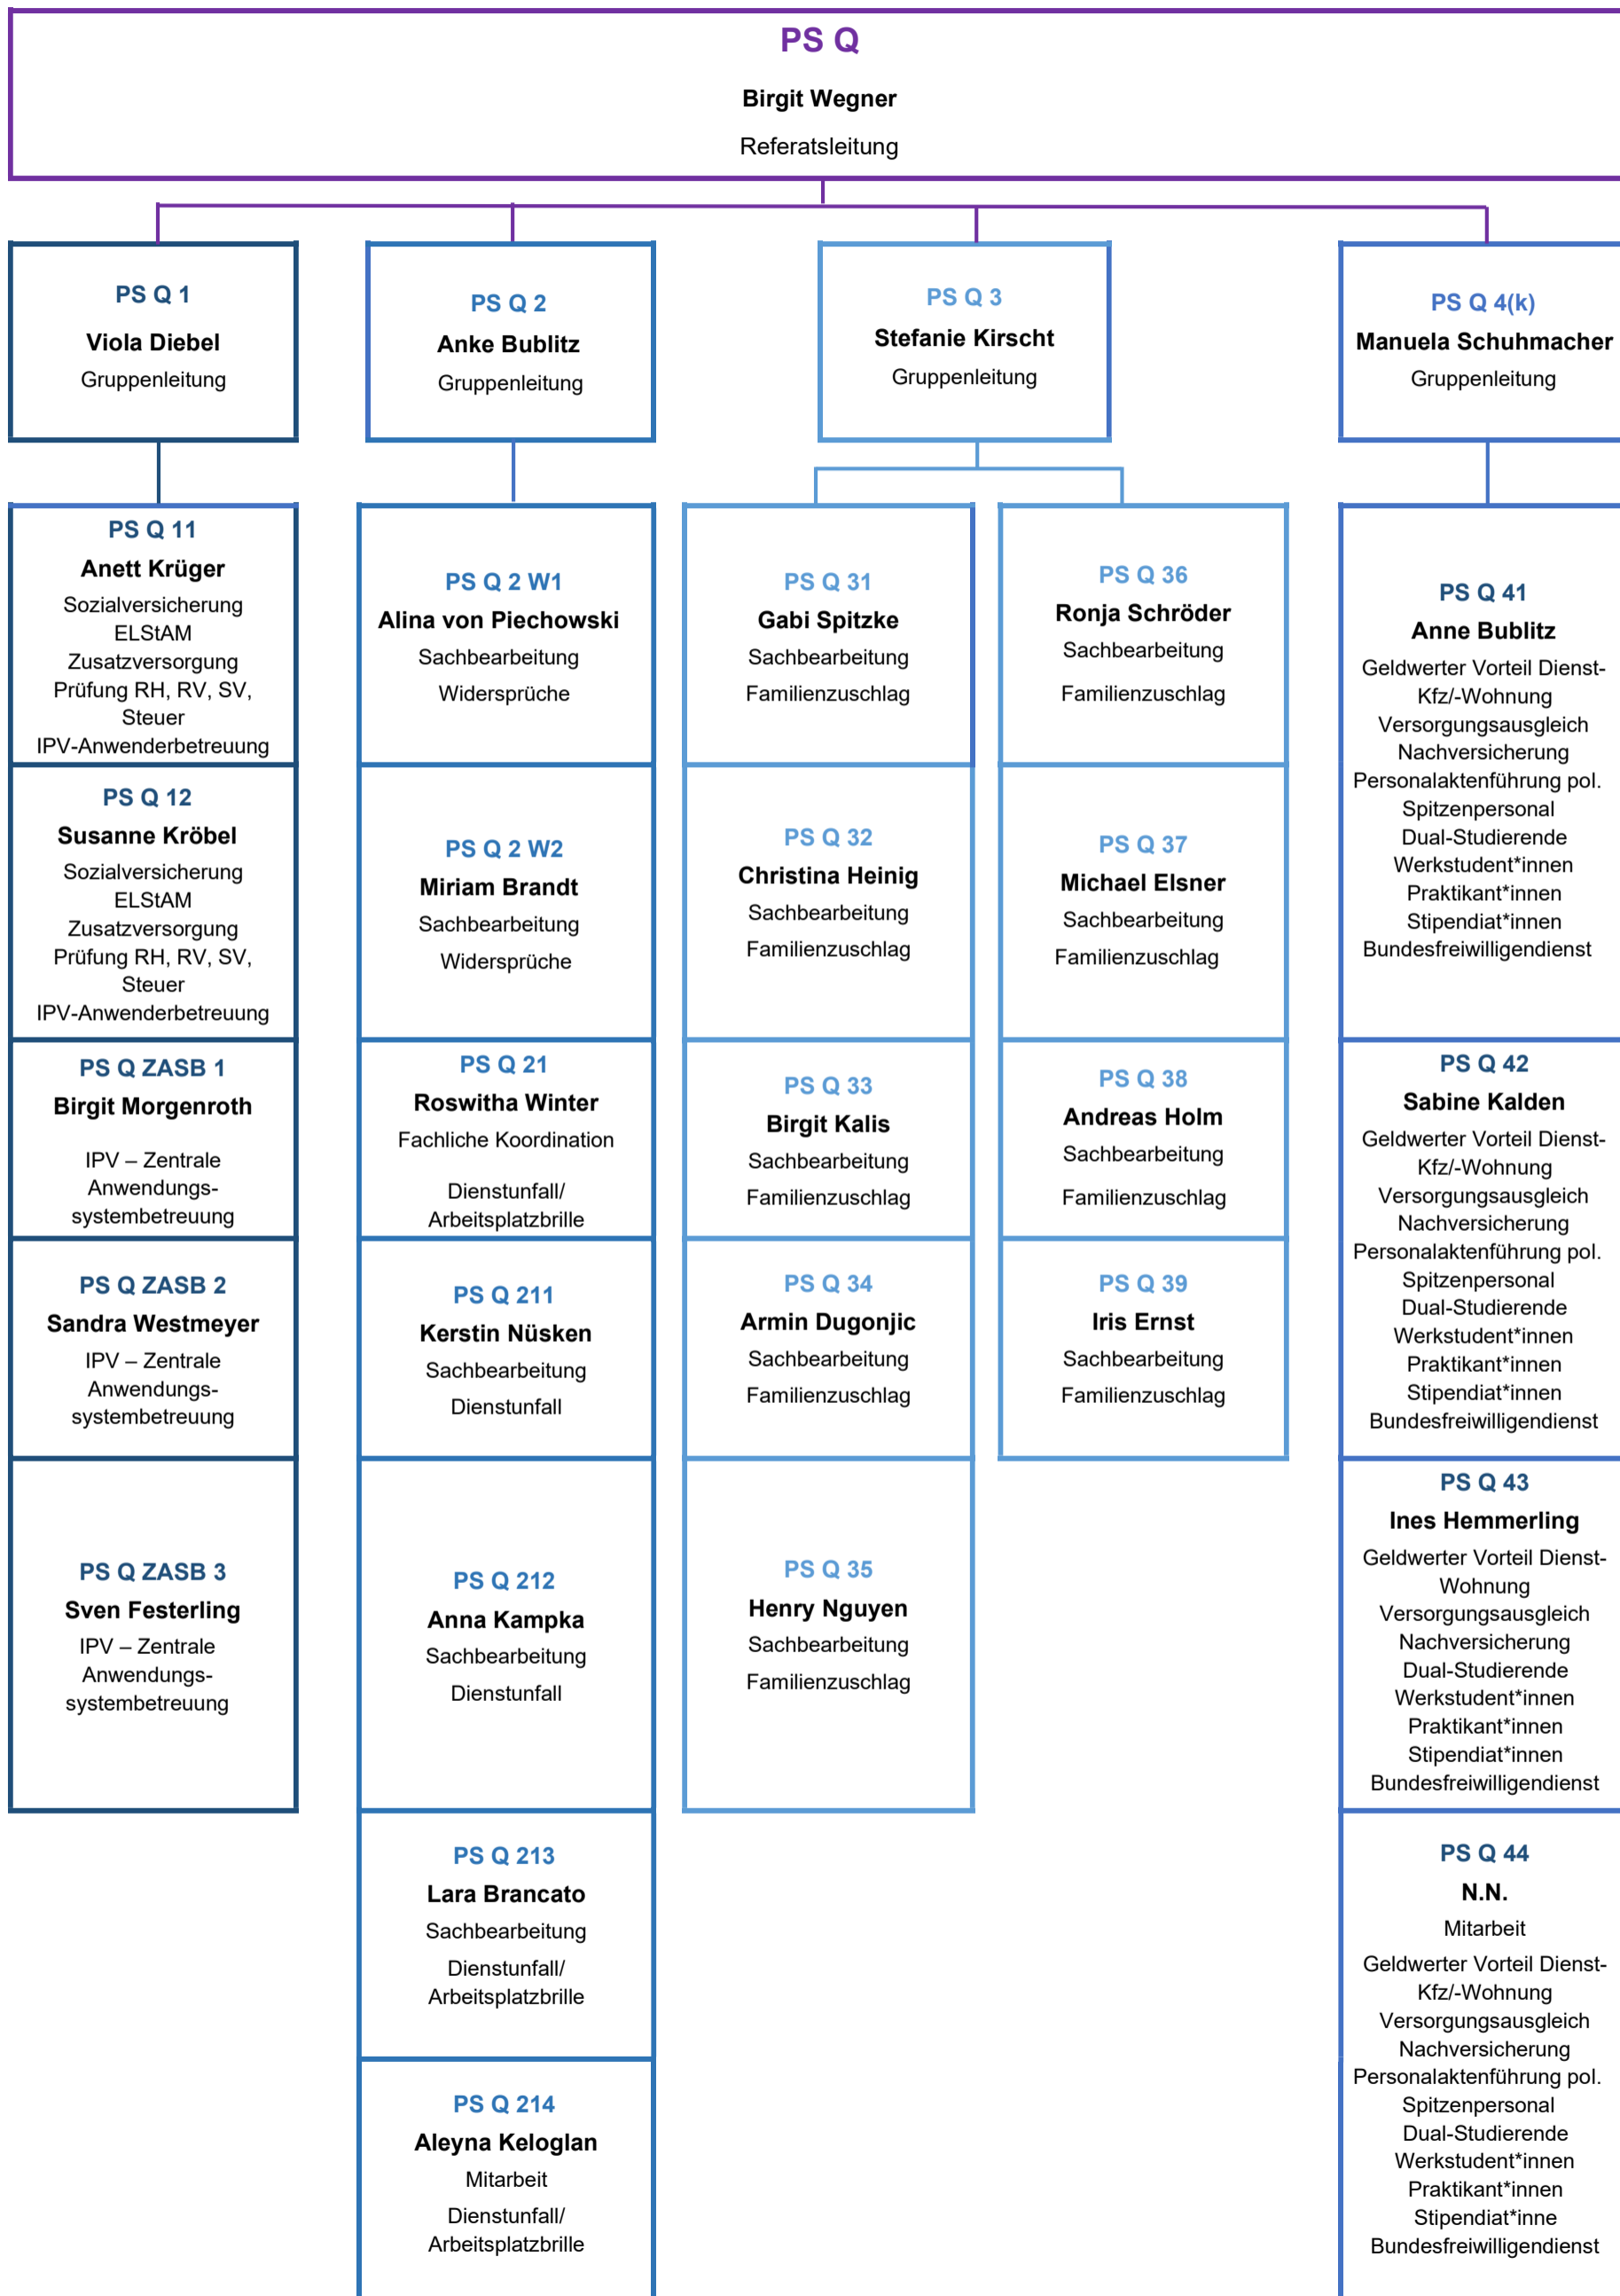 PS Q
Birgit Wegner
Referatsleitung
PS Q 1
Viola Diebel
Gruppenleitung
PS Q 2
Anke Bublitz
Gruppenleitung
PS Q 3
Stefanie Kirscht
Gruppenleitung
PS Q 4(k)
Manuela Schuhmacher
Gruppenleitung
PS Q 11
Anett Krüger
Sozialversicherung
ELStAM
Zusatzversorgung
Prüfung RH, RV, SV,
Steuer
IPV-Anwenderbetreuung
PS Q 12
Susanne Kröbel
Sozialversicherung
ELStAM
Zusatzversorgung
Prüfung RH, RV, SV,
Steuer
IPV-Anwenderbetreuung
PS Q ZASB 1
Birgit Morgenroth
IPV – Zentrale
Anwendungs-
systembetreuung
PS Q ZASB 2
Sandra Westmeyer
IPV – Zentrale
Anwendungs-
systembetreuung
PS Q ZASB 3
Sven Festerling
IPV – Zentrale
Anwendungs-
systembetreuung
PS Q 2 W1
Alina von Piechowski
Sachbearbeitung
Widersprüche
PS Q 2 W2
Miriam Brandt
Sachbearbeitung
Widersprüche
PS Q 21
Roswitha Winter
Fachliche Koordination
Dienstunfall/
Arbeitsplatzbrille
PS Q 211
Kerstin Nüsken
Sachbearbeitung
Dienstunfall
PS Q 212
Anna Kampka
Sachbearbeitung
Dienstunfall
PS Q 213
Lara Brancato
Sachbearbeitung
Dienstunfall/
Arbeitsplatzbrille
PS Q 214
Aleyna Keloglan
Mitarbeit
Dienstunfall/
Arbeitsplatzbrille
PS Q 31
Gabi Spitzke
Sachbearbeitung
Familienzuschlag
PS Q 32
Christina Heinig
Sachbearbeitung
Familienzuschlag
PS Q 33
Birgit Kalis
Sachbearbeitung
Familienzuschlag
PS Q 34
Armin Dugonjic
Sachbearbeitung
Familienzuschlag
PS Q 35
Henry Nguyen
Sachbearbeitung
Familienzuschlag
PS Q 36
Ronja Schröder
Sachbearbeitung
Familienzuschlag
PS Q 37
Michael Elsner
Sachbearbeitung
Familienzuschlag
PS Q 38
Andreas Holm
Sachbearbeitung
Familienzuschlag
PS Q 39
Iris Ernst
Sachbearbeitung
Familienzuschlag
PS Q 41
Anne Bublitz
Geldwerter Vorteil Dienst-
Kfz/-Wohnung
Versorgungsausgleich
Nachversicherung
Personalaktenführung pol.
Spitzenpersonal
Dual-Studierende
Werkstudent*innen
Praktikant*innen
Stipendiat*innen
Bundesfreiwilligendienst
PS Q 42
Sabine Kalden
Geldwerter Vorteil Dienst-
Kfz/-Wohnung
Versorgungsausgleich
Nachversicherung
Personalaktenführung pol.
Spitzenpersonal
Dual-Studierende
Werkstudent*innen
Praktikant*innen
Stipendiat*innen
Bundesfreiwilligendienst
PS Q 43
Ines Hemmerling
Geldwerter Vorteil Dienst-
Wohnung
Versorgungsausgleich
Nachversicherung
Dual-Studierende
Werkstudent*innen
Praktikant*innen
Stipendiat*innen
Bundesfreiwilligendienst
PS Q 44
N.N.
Mitarbeit
Geldwerter Vorteil Dienst-
Kfz/-Wohnung
Versorgungsausgleich
Nachversicherung
Personalaktenführung pol.
Spitzenpersonal
Dual-Studierende
Werkstudent*innen
Praktikant*innen
Stipendiat*inne
Bundesfreiwilligendienst